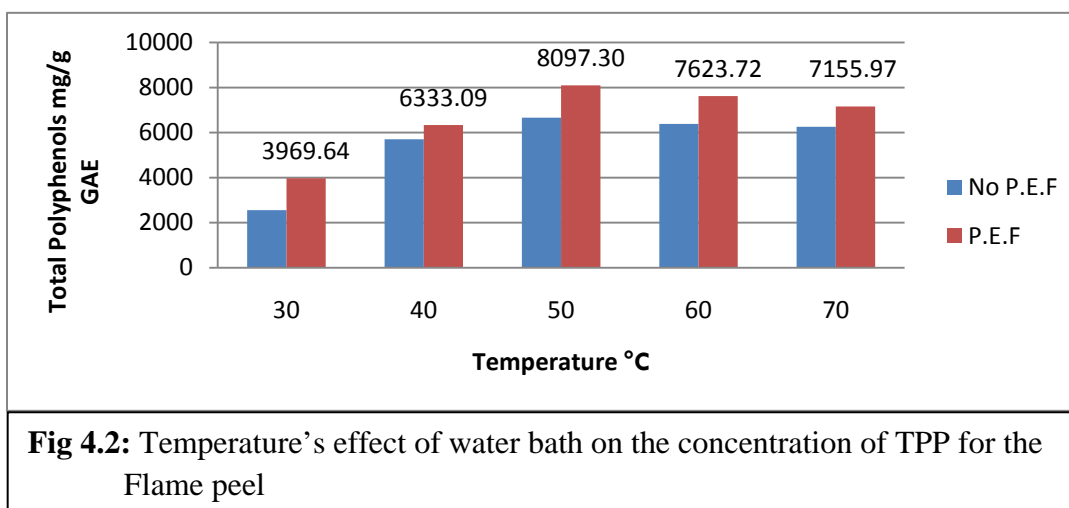 Total Polyphenols mg/g
GAE
10000
8000
6000
4000
2000
0
3969.64
6333.09
8097.30
7623.72
7155.97
30
40
50
60
70
Temperature °C
No P.E.F
P.E.F
Fig 4.2: Temperature’s effect of water bath on the concentration of TPP for the
Flame peel